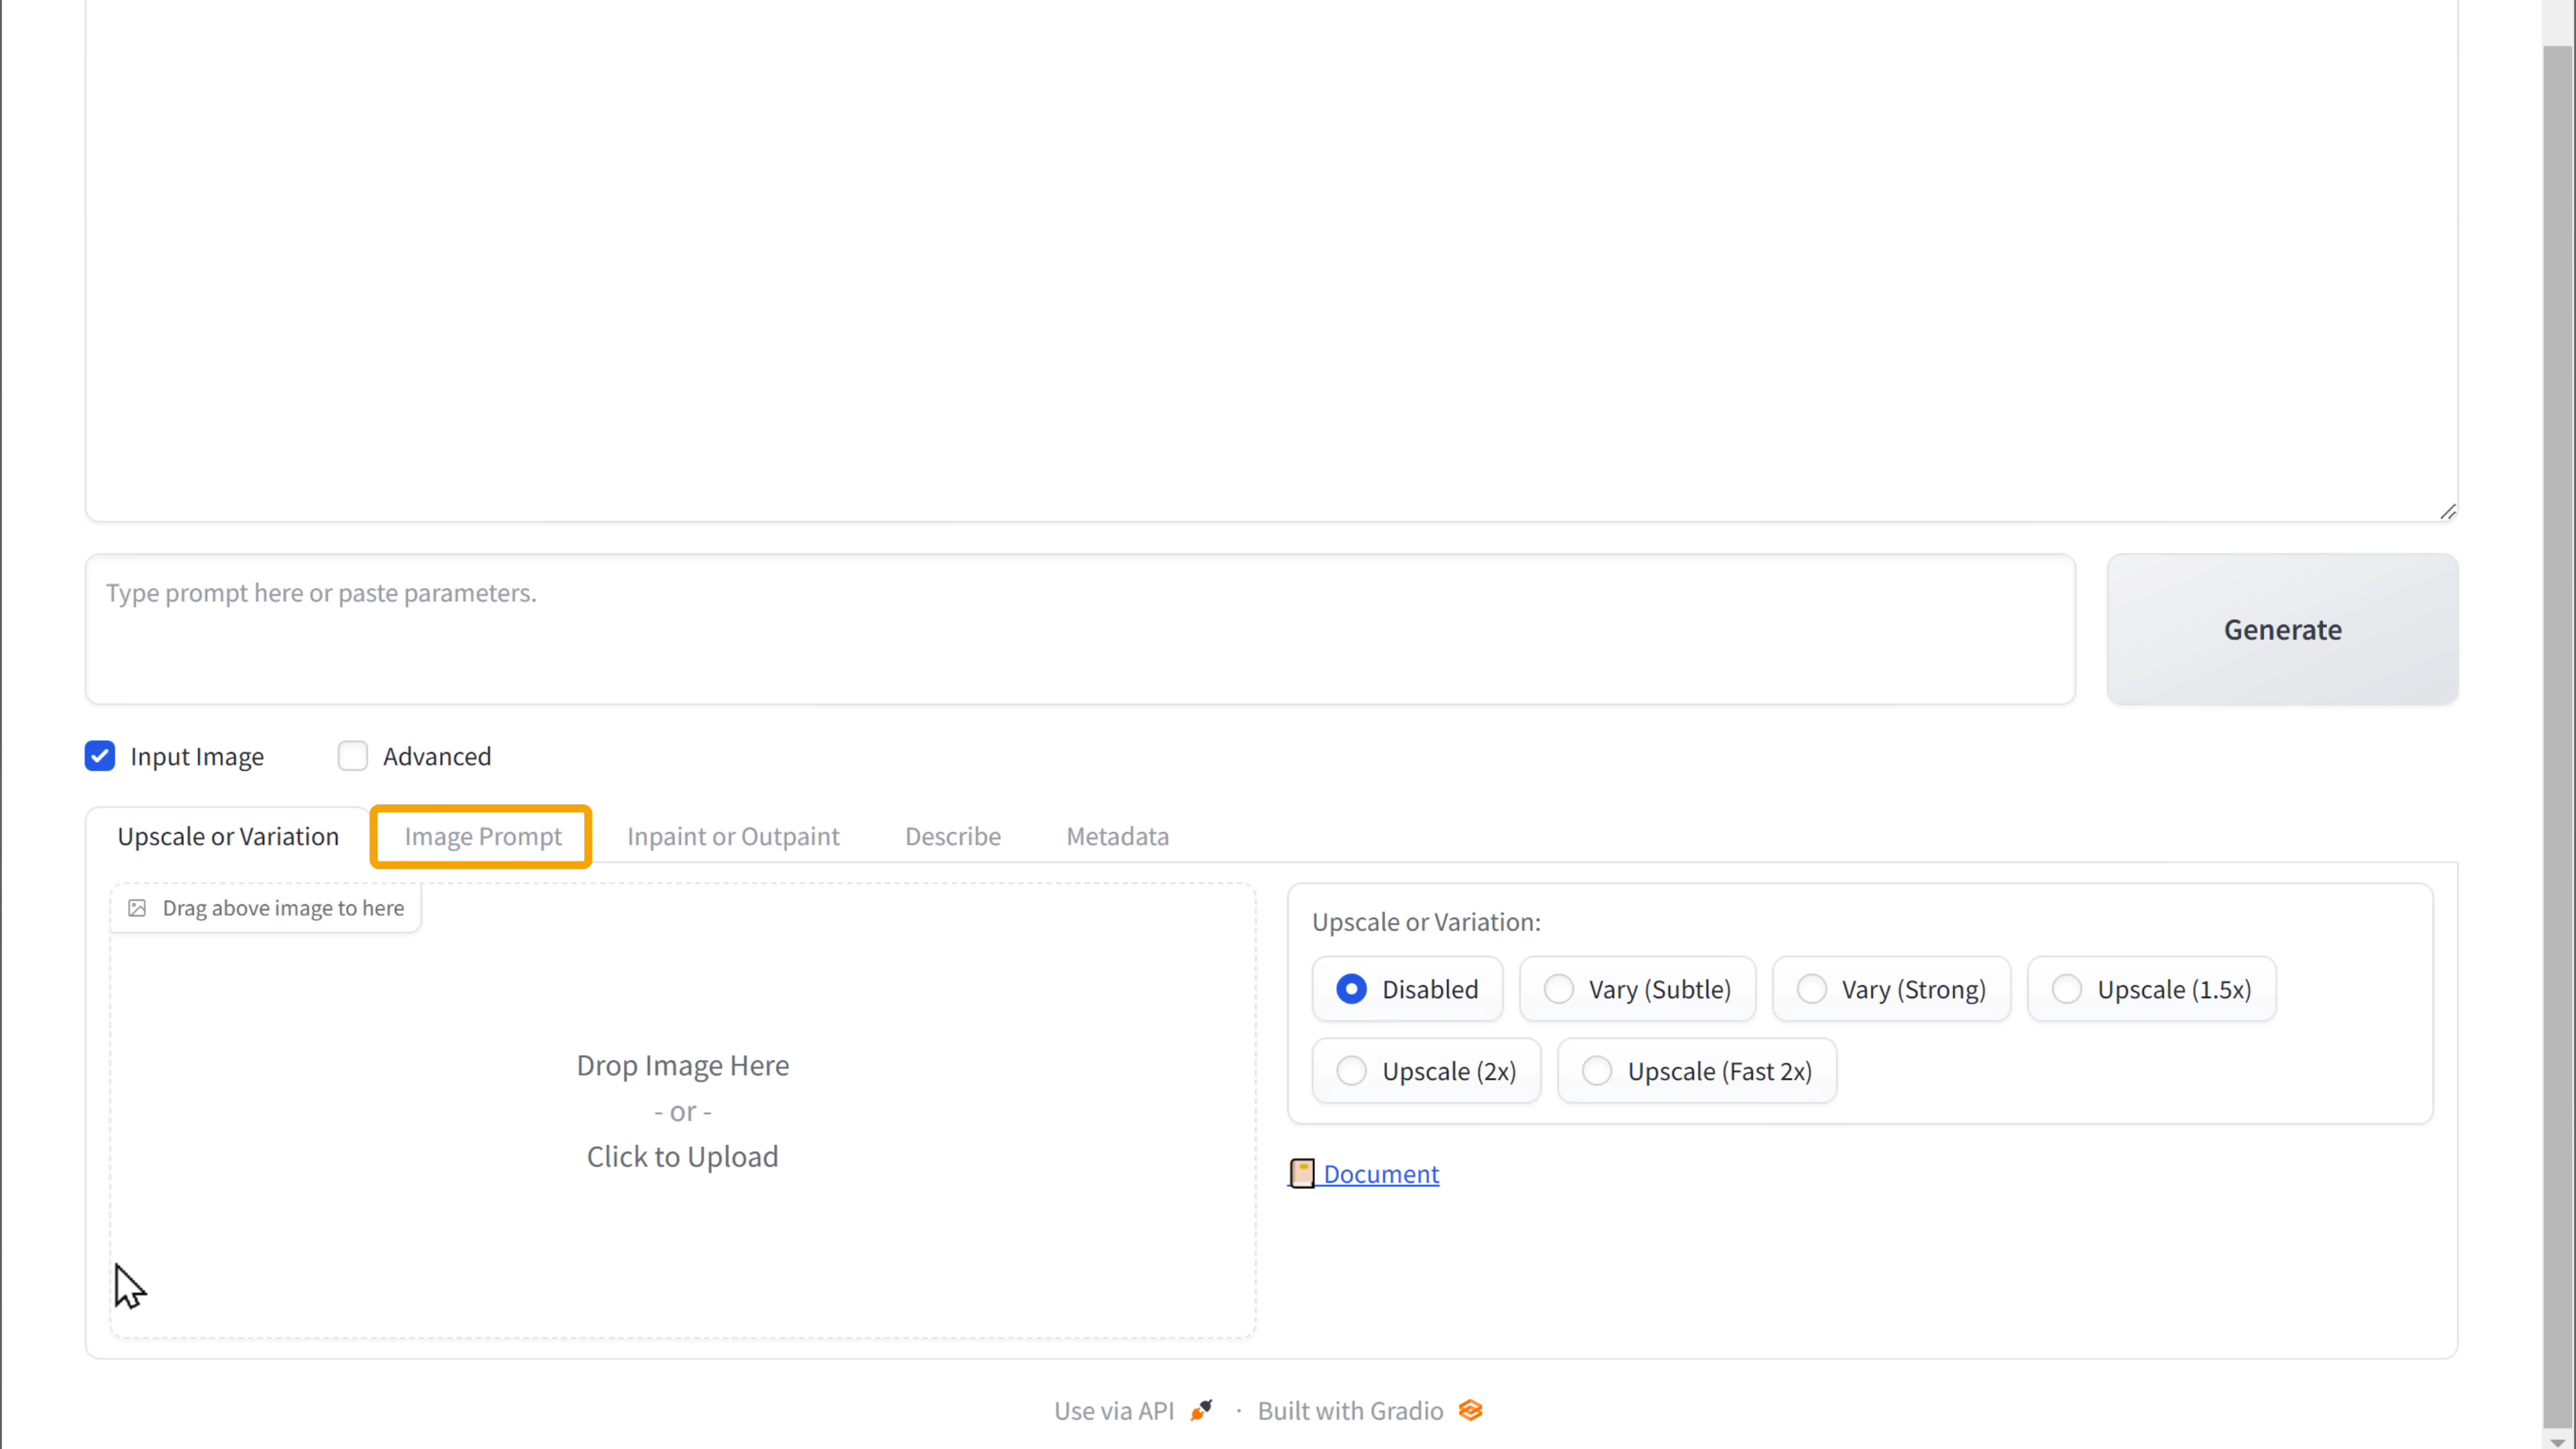 Type prompt here or paste parameters.
Generate
Input Image
Advanced
Upscale or Variation
Image Prompt
Inpaint or Outpaint
Describe
Metadata
Drag above image to here
Drop Image Here
- or -
Click to Upload
Upscale or Variation:
Disabled
Vary (Subtle)
Vary (Strong)
Upscale (1.5x)
Upscale (2x)
Upscale (Fast 2x)
Document
Use via API · Built with Gradio